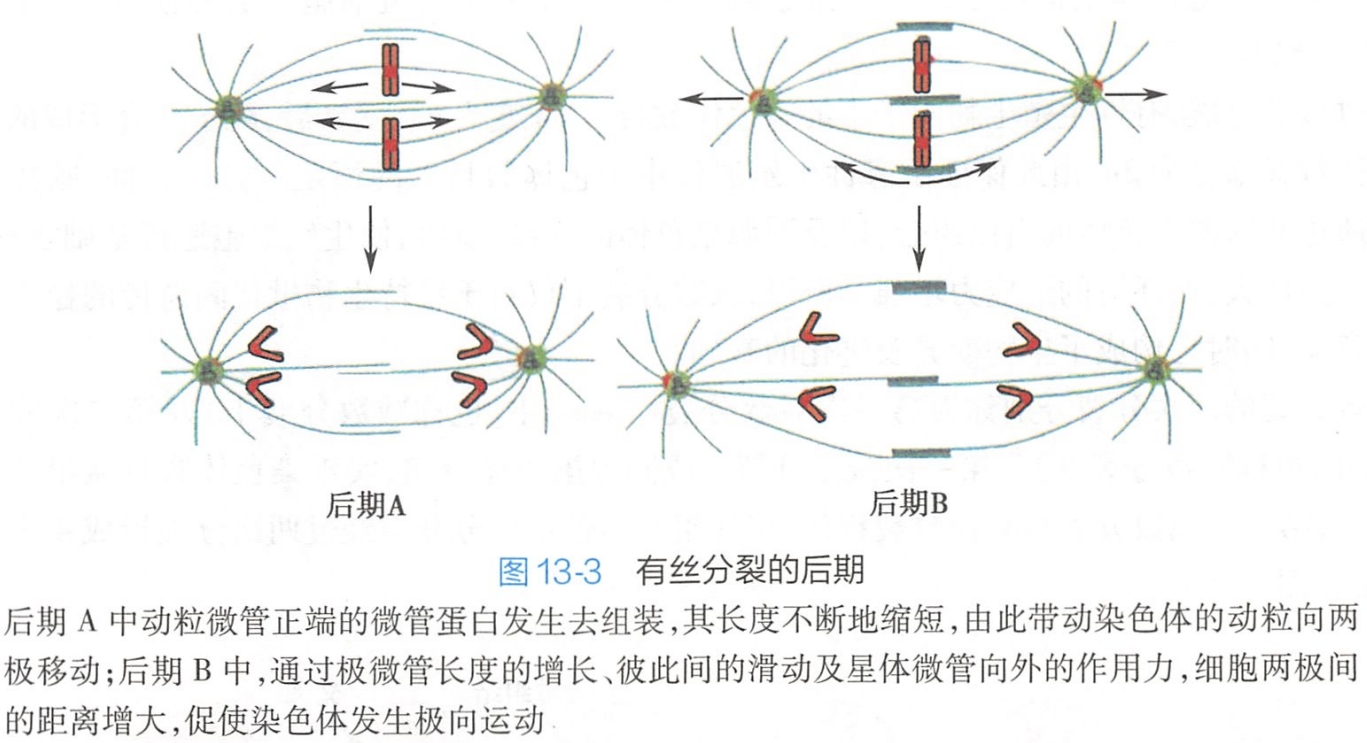 后期A
后期B
图 13-3 有丝分裂的后期
后期 A 中动粒微管正端的微管蛋白发生去组装,其长度不断地缩短,由此带动染色体的动粒向两
极移动;后期 B 中,通过极微管长度的增长、彼此间的滑动及星体微管向外的作用力,细胞两极间
的距离增大,促使染色体发生极向运动